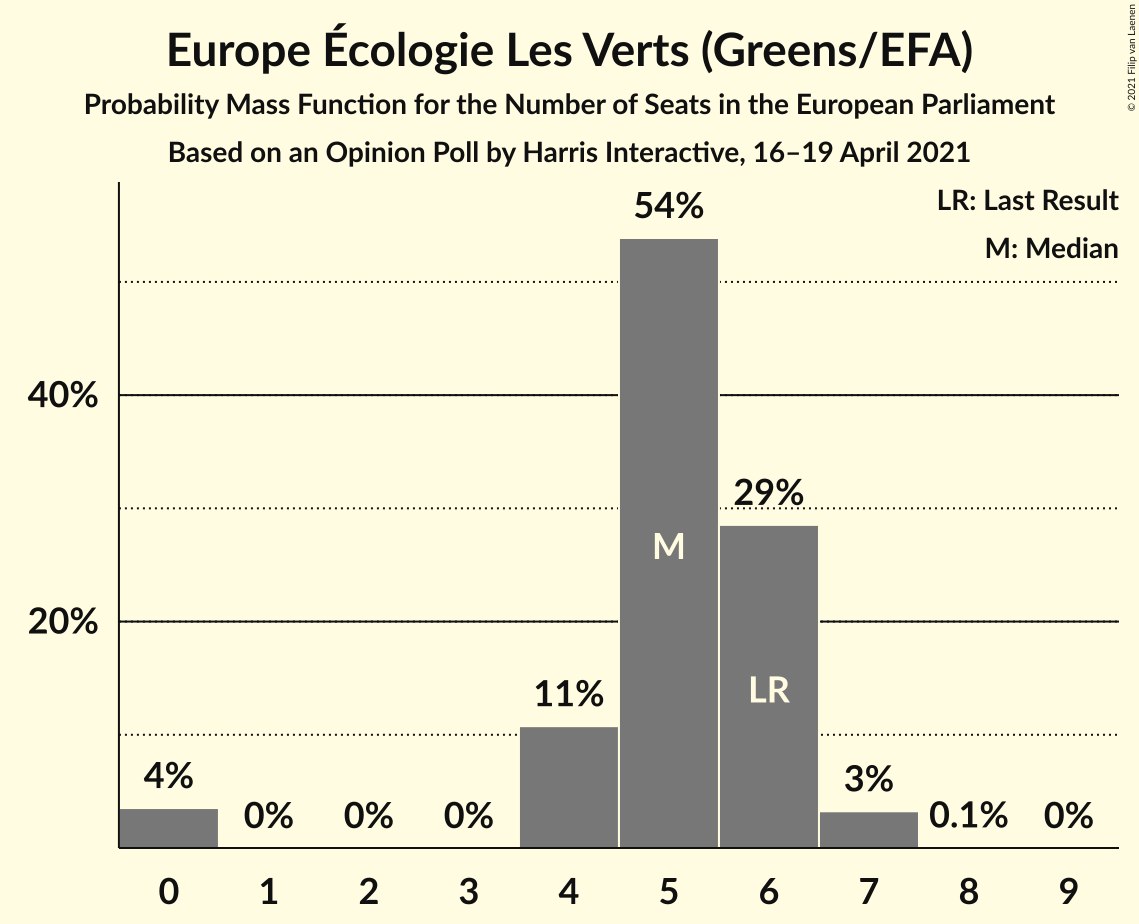 Europe Écologie Les Verts (Greens/EFA)
Probability Mass Function for the Number of Seats in the European Parliament
Based on an Opinion Poll by Harris Interactive, 16–19 April 2021
© 2021 Filip van Laenen
LR: Last Result
M: Median
54%
40%
29%
M
20%
LR
11%
4%
0%
0%
0%
3%
0.1%
0%
0 1 2 3 4 5 6 7 8 9